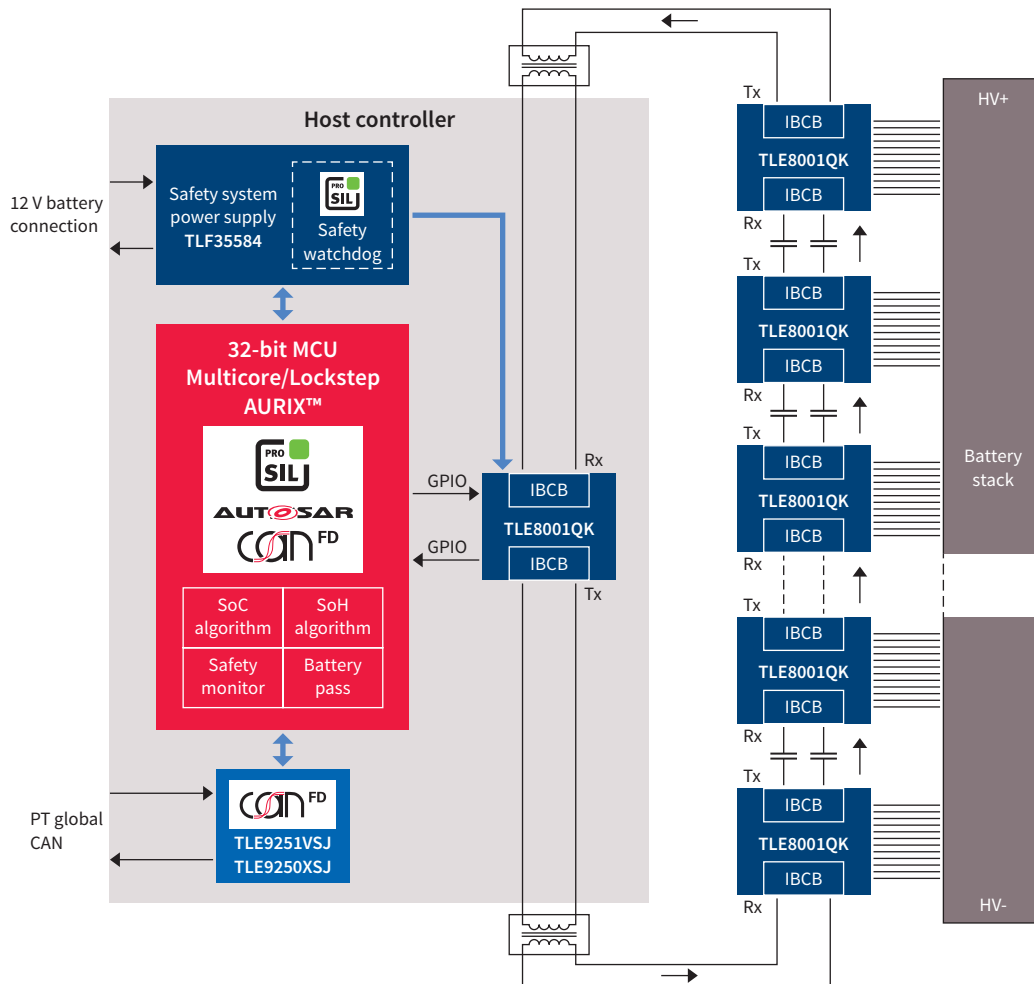 Host controller
12 V battery
connection
Safety system
power supply
TLF35584
PRO
SIL
Safety
watchdog
32-bit MCU
Multicore/Lockstep
AURIX™
PRO
SIL
AUTOSAR
CAN FD
SoC
algorithm
SoH
algorithm
Safety
monitor
Battery
pass
GPIO
GPIO
Rx
IBCB
TLE8001QK
IBCB
Tx
PT global
CAN
CAN FD
TLE9251VSJ
TLE9250XSJ
Tx
IBCB
TLE8001QK
IBCB
Rx
Tx
IBCB
TLE8001QK
IBCB
Rx
Tx
IBCB
TLE8001QK
IBCB
Rx
Tx
IBCB
TLE8001QK
IBCB
Rx
Tx
IBCB
TLE8001QK
IBCB
Rx
HV+
Battery
stack
HV-